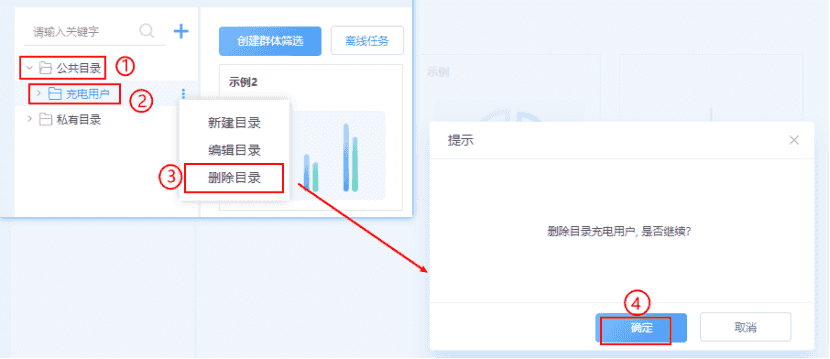 请输入关键字
创建群体筛选
离线任务
公共目录
①
示例2
充电用户
②
私有目录
新建目录
编辑目录
③
删除目录
示例
提示
删除目录充电用户, 是否继续?
④
确定
取消